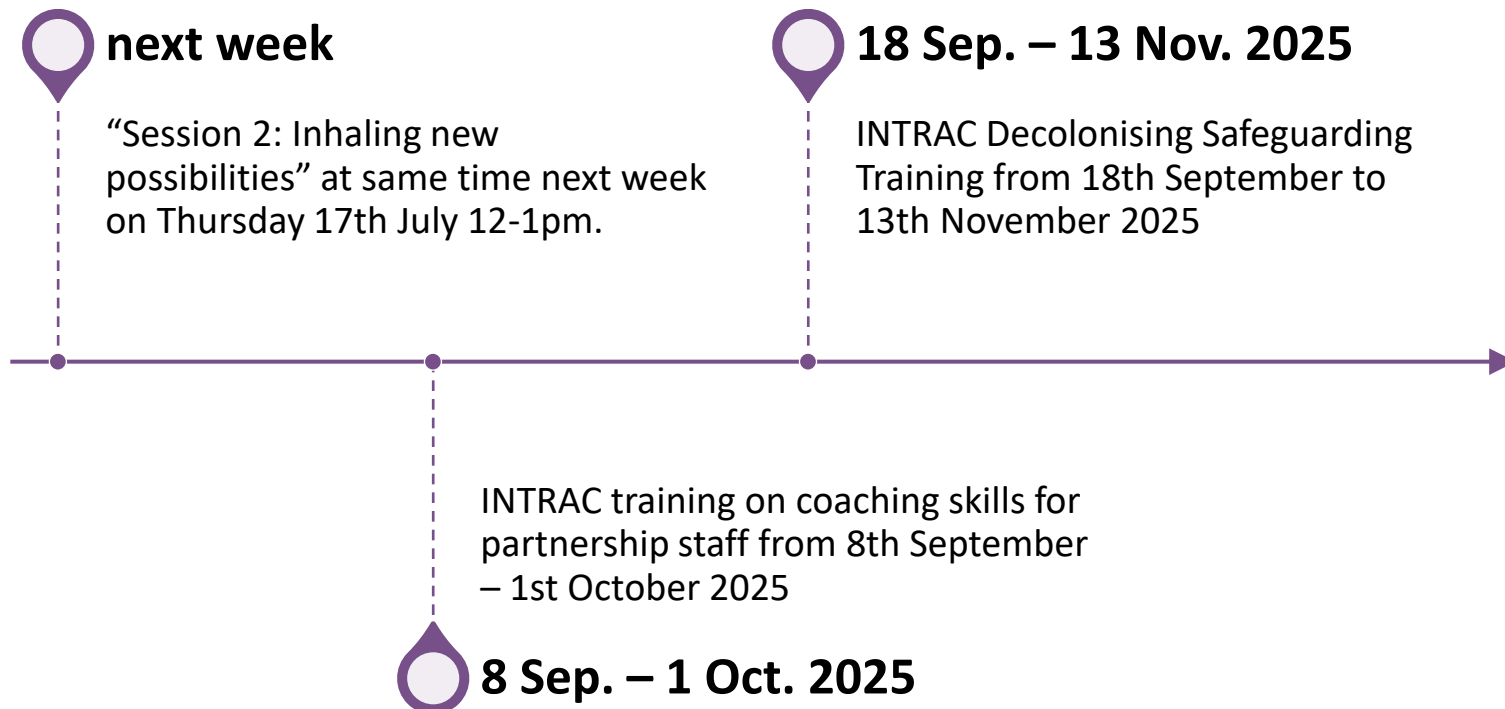 next week
“Session 2: Inhaling new
possibilities” at same time next week
on Thursday 17th July 12-1pm.
18 Sep. – 13 Nov. 2025
INTRAC Decolonising Safeguarding
Training from 18th September to
13th November 2025
INTRAC training on coaching skills for
partnership staff from 8th September
– 1st October 2025
8 Sep. – 1 Oct. 2025